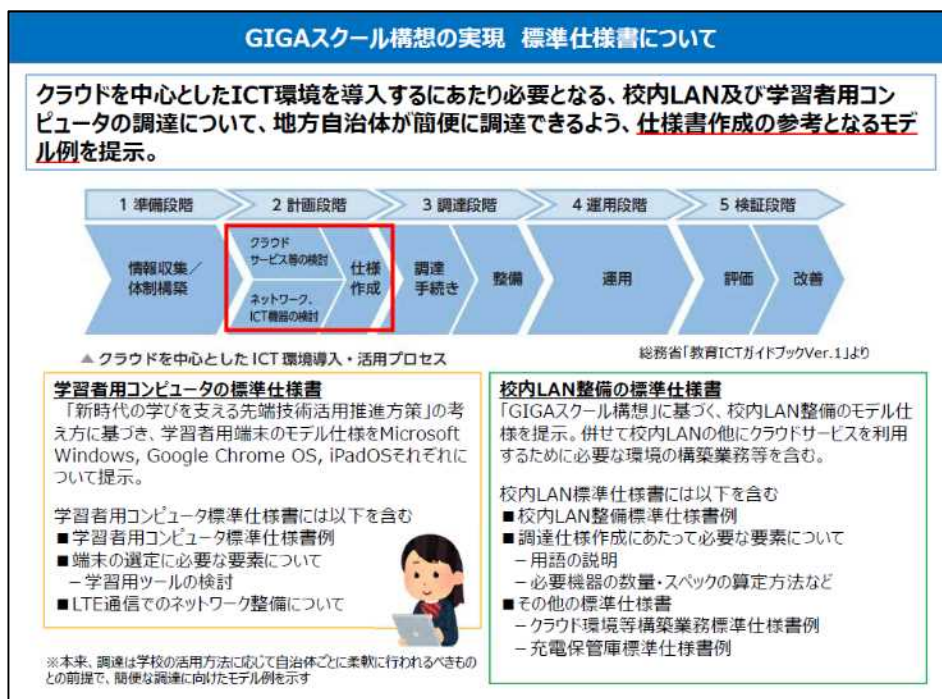 GIGAスクール構想の実現 標準仕様書について
クラウドを中心としたICT環境を導入するにあたり必要となる、校内LAN及び学習者用コン
ピュータの調達について、地方自治体が簡便に調達できるよう、仕様書作成の参考となるモデ
ル例を提示。
1 準備段階
2 計画段階
3 調達段階
4 運用段階
5 検証段階
情報収集／
体制構築
クラウド
サービス等の検討
ネットワーク、
ICT機器の検討
仕様
作成
調達
手続き
整備
運用
評価
改善
▲ クラウドを中心としたICT環境導入・活用プロセス
総務省「教育ICTガイドブックVer.1」より
学習者用コンピュータの標準仕様書
「新時代の学びを支える先端技術活用推進方策」の考
え方に基づき、学習者用端末のモデル仕様をMicrosoft
Windows, Google Chrome OS, iPadOSそれぞれに
ついて提示。
学習者用コンピュータ標準仕様書には以下を含む
■学習者用コンピュータ標準仕様書例
■端末の選定に必要な要素について
－学習用ツールの検討
■LTE通信でのネットワーク整備について
※本来、調達は学校の活用方法に応じて自治体ごとに柔軟に行われるべきもの
との前提で、簡便な調達に向けたモデル例を示す
校内LAN整備の標準仕様書
「GIGAスクール構想」に基づく、校内LAN整備のモデル仕
様を提示。併せて校内LANの他にクラウドサービスを利用
するために必要な環境の構築業務等を含む。
校内LAN標準仕様書には以下を含む
■校内LAN整備標準仕様書例
■調達仕様作成にあたって必要な要素について
－用語の説明
－必要機器の数量・スペックの算定方法など
■その他の標準仕様書
－クラウド環境等構築業務標準仕様書例
－充電保管庫標準仕様書例